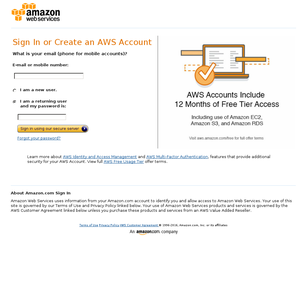 amazon
web services
Sign In or Create an AWS Account
What is your email (phone for mobile accounts)?
E-mail or mobile number:
I am a new user.
I am a returning user
and my password is:
Sign in using our secure server
Forgot your password?
AWS Accounts Include
12 Months of Free Tier Access
Including use of Amazon EC2,
Amazon S3, and Amazon RDS
Visit aws.amazon.com/free for full offer terms
Learn more about AWS Identity and Access Management and AWS Multi-Factor Authentication, features that provide additional
security for your AWS Account. View full AWS Free Usage Tier offer terms.
About Amazon.com Sign In
Amazon Web Services uses information from your Amazon.com account to identify you and allow access to Amazon Web Services. Your use of this
site is governed by our Terms of Use and Privacy Policy linked below. Your use of Amazon Web Services products and services is governed by the
AWS Customer Agreement linked below unless you purchase these products and services from an AWS Value Added Reseller.
Terms of Use Privacy Policy AWS Customer Agreement © Amazon.com, Inc. or its affiliates
An amazon.com company